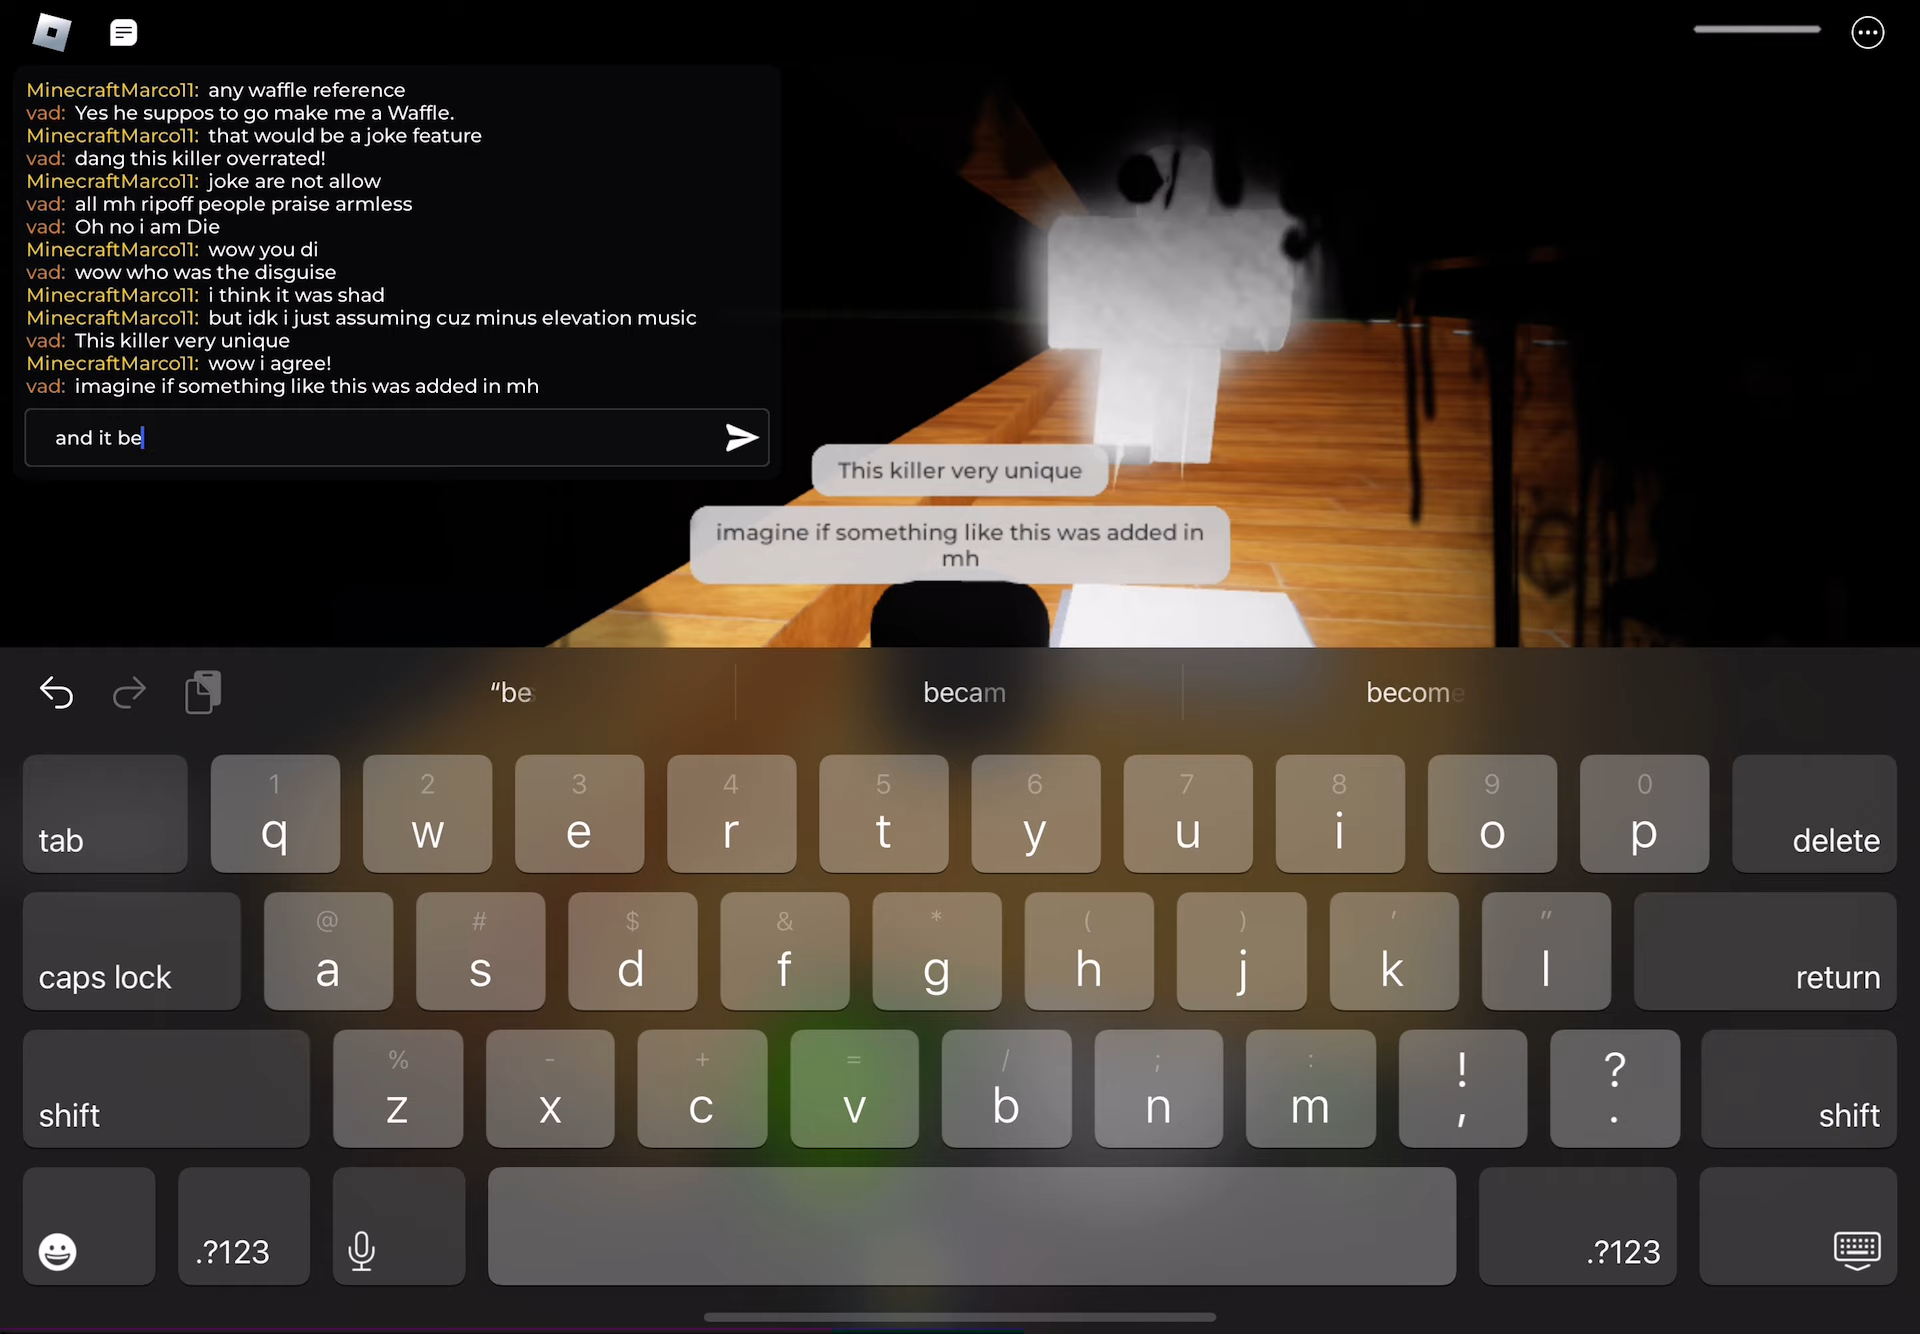 MinecraftMarco11: any waffle reference
vad: Yes he suppos to go make me a Waffle.
MinecraftMarco11: that would be a joke feature
vad: dang this killer overrated!
MinecraftMarco11: joke are not allow
vad: all mh ripoff people praise armless
vad: Oh no i am Die
MinecraftMarco11: wow you di
vad: wow who was the disguise
MinecraftMarco11: i think it was shad
MinecraftMarco11: but idk i just assuming cuz minus elevation music
vad: This killer very unique
MinecraftMarco11: wow i agree!
vad: imagine if something like this was added in mh
and it be
This killer very unique
imagine if something like this was added in
mh
“be becam become
1 2 3 4 5 6 7 8 9 0
tab q w e r t y u i o p delete
@ # $ & * ( ) ' "
caps lock a s d f g h j k l return
% - + = / ; : ! ?
shift z x c v b n m , . shift
.?123 .?123